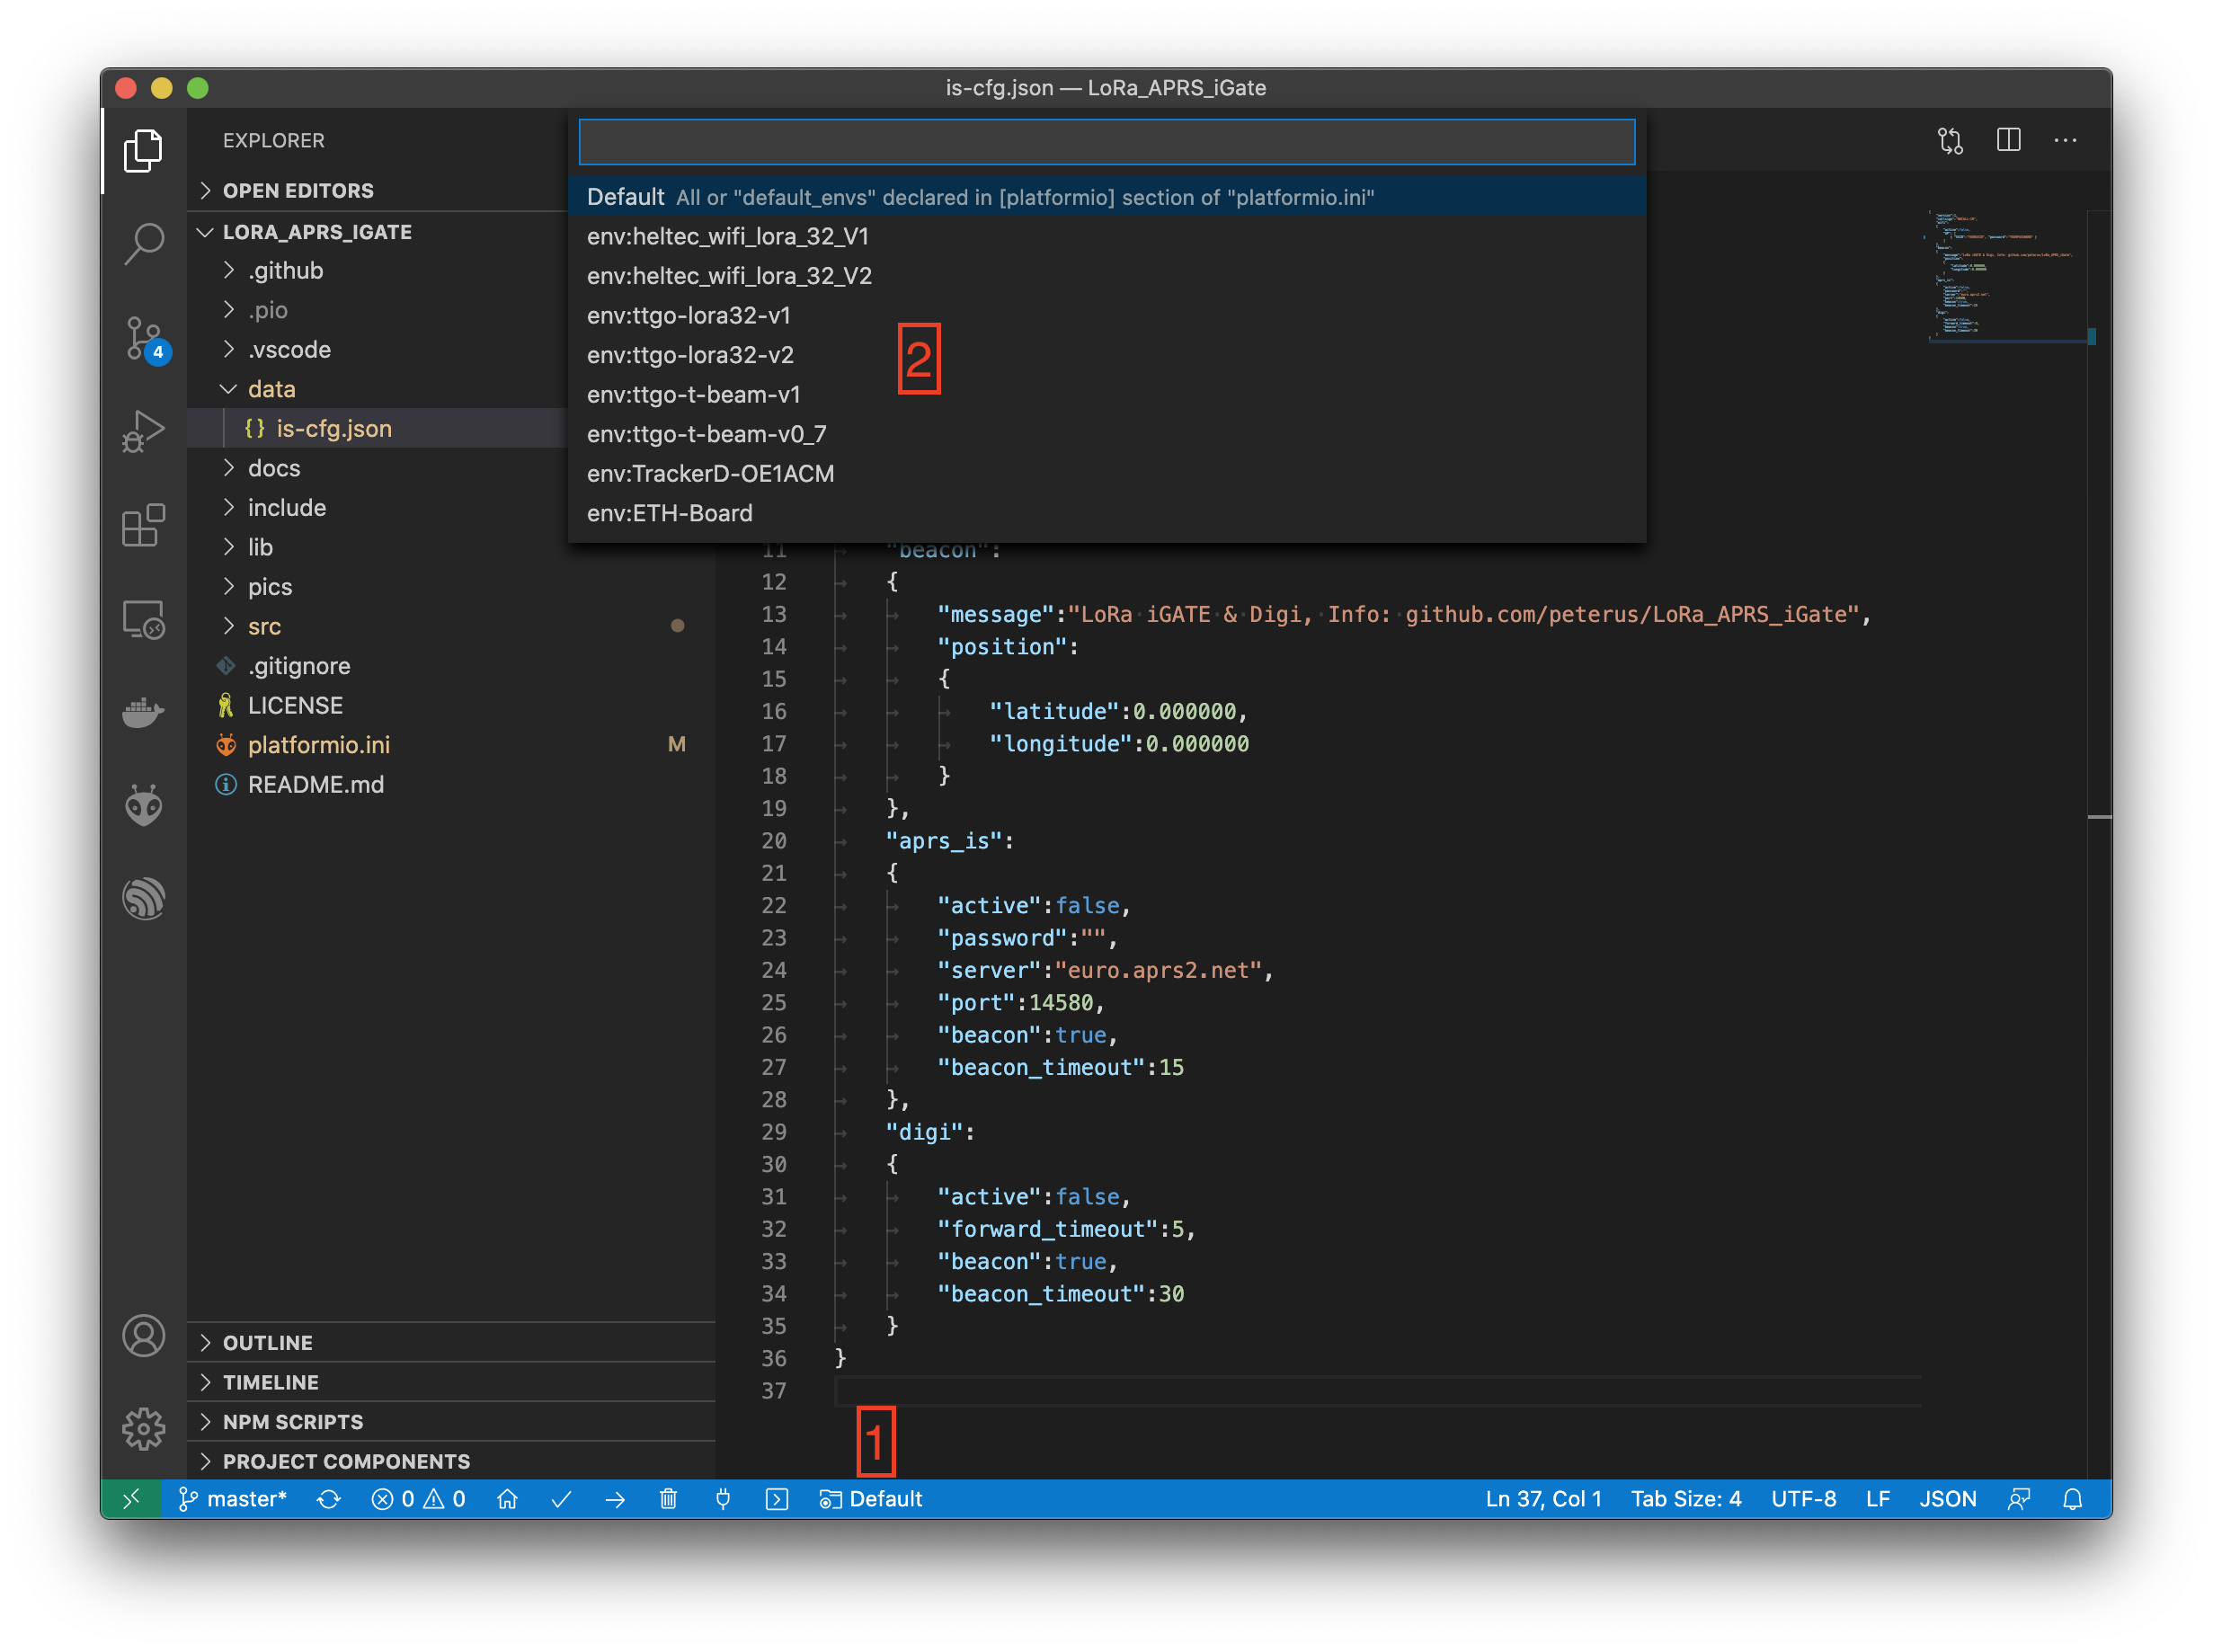 is-cfg.json — LoRa_APRS_iGate
EXPLORER
OPEN EDITORS
LORA_APRS_IGATE
.github
.pio
.vscode
data
{} is-cfg.json
docs
include
lib
pics
src
.gitignore
LICENSE
platformio.ini M
README.md
OUTLINE
TIMELINE
NPM SCRIPTS
PROJECT COMPONENTS
4
Default All or "default_envs" declared in [platformio] section of "platformio.ini"
env:heltec_wifi_lora_32_V1
env:heltec_wifi_lora_32_V2
env:ttgo-lora32-v1
env:ttgo-lora32-v2
env:ttgo-t-beam-v1
env:ttgo-t-beam-v0_7
env:TrackerD-OE1ACM
env:ETH-Board
2
11 "beacon":
12 {
13 "message":"LoRa iGATE & Digi, Info: github.com/peterus/LoRa_APRS_iGate",
14 "position":
15 {
16 "latitude":0.000000,
17 "longitude":0.000000
18 }
19 },
20 "aprs_is":
21 {
22 "active":false,
23 "password":"",
24 "server":"euro.aprs2.net",
25 "port":14580,
26 "beacon":true,
27 "beacon_timeout":15
28 },
29 "digi":
30 {
31 "active":false,
32 "forward_timeout":5,
33 "beacon":true,
34 "beacon_timeout":30
35 }
36 }
37
1
master* 0 0 Default Ln 37, Col 1 Tab Size: 4 UTF-8 LF JSON